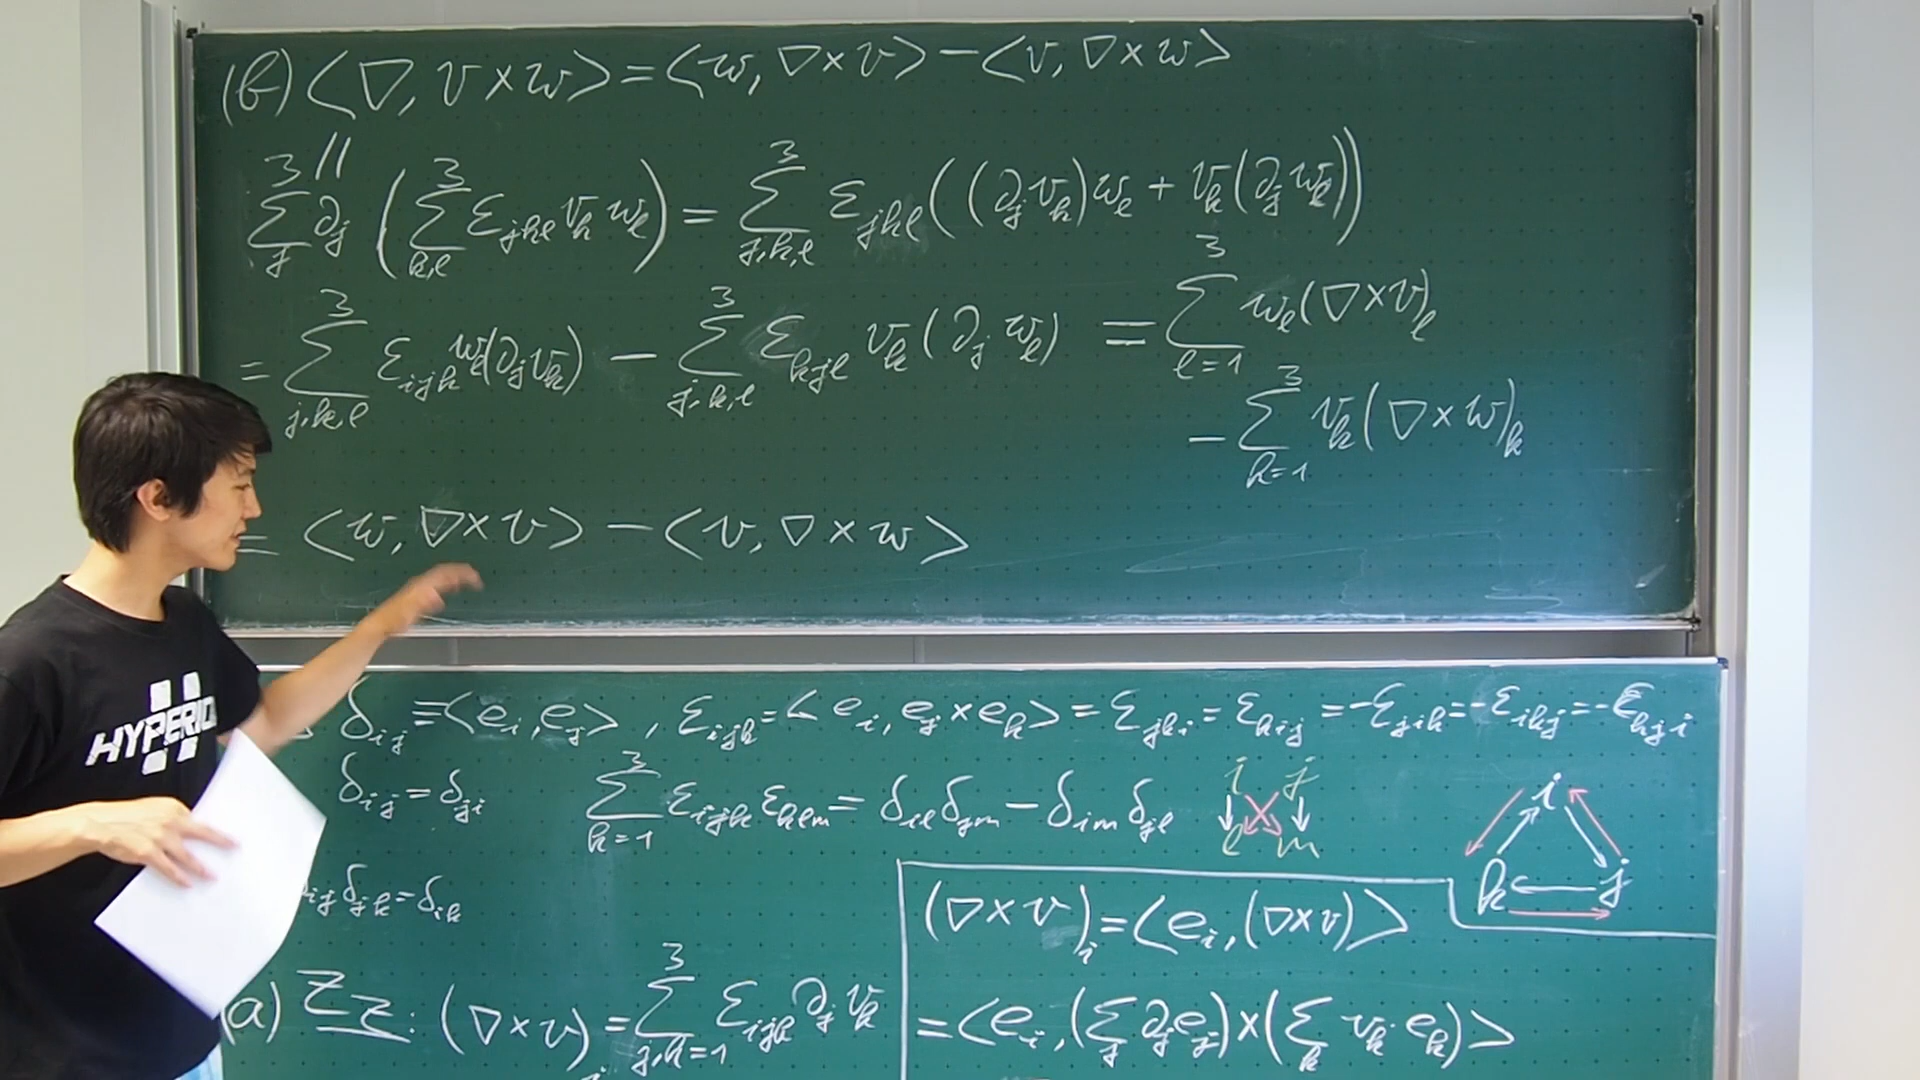 (b) ⟨∇, v × w⟩ = ⟨w, ∇×v⟩ − ⟨v, ∇×w⟩
∑_j^3 ∂_j (∑_{k,l}^3 ε_{jkl} v_k w_l) = ∑_{j,k,l}^3 ε_{jkl}((∂_j v_k)w_l + v_k(∂_j w_l))
= ∑_{j,k,l}^3 ε_{ijk} w_l(∂_j v_k) − ∑_{j,k,l}^3 ε_{kjl} v_k(∂_j w_l) = ∑_{l=1}^3 w_l(∇×v)_l
− ∑_{k=1}^3 v_k(∇×w)_k
= ⟨w, ∇×v⟩ − ⟨v, ∇×w⟩
HYPERIO
δ_{ij} = ⟨e_i, e_j⟩, ε_{ijk} = ⟨e_i, e_j × e_k⟩ = ε_{jki} = ε_{kij} = −ε_{jik} = −ε_{ikj} = −ε_{kji}
δ_{ij} = δ_{ji}
∑_{k=1}^3 ε_{ijk} ε_{klm} = δ_{il} δ_{jm} − δ_{im} δ_{jl}
i j
l m
i
k j
δ_{jk} = δ_{ik}
(∇×v)_i = ⟨e_i, (∇×v)⟩
(a) ZZ: (∇×v)_i = ∑_{j,k=1}^3 ε_{ijk} ∂_j v_k
= ⟨e_i, (∑_j ∂_j e_j) × (∑_k v_k e_k)⟩